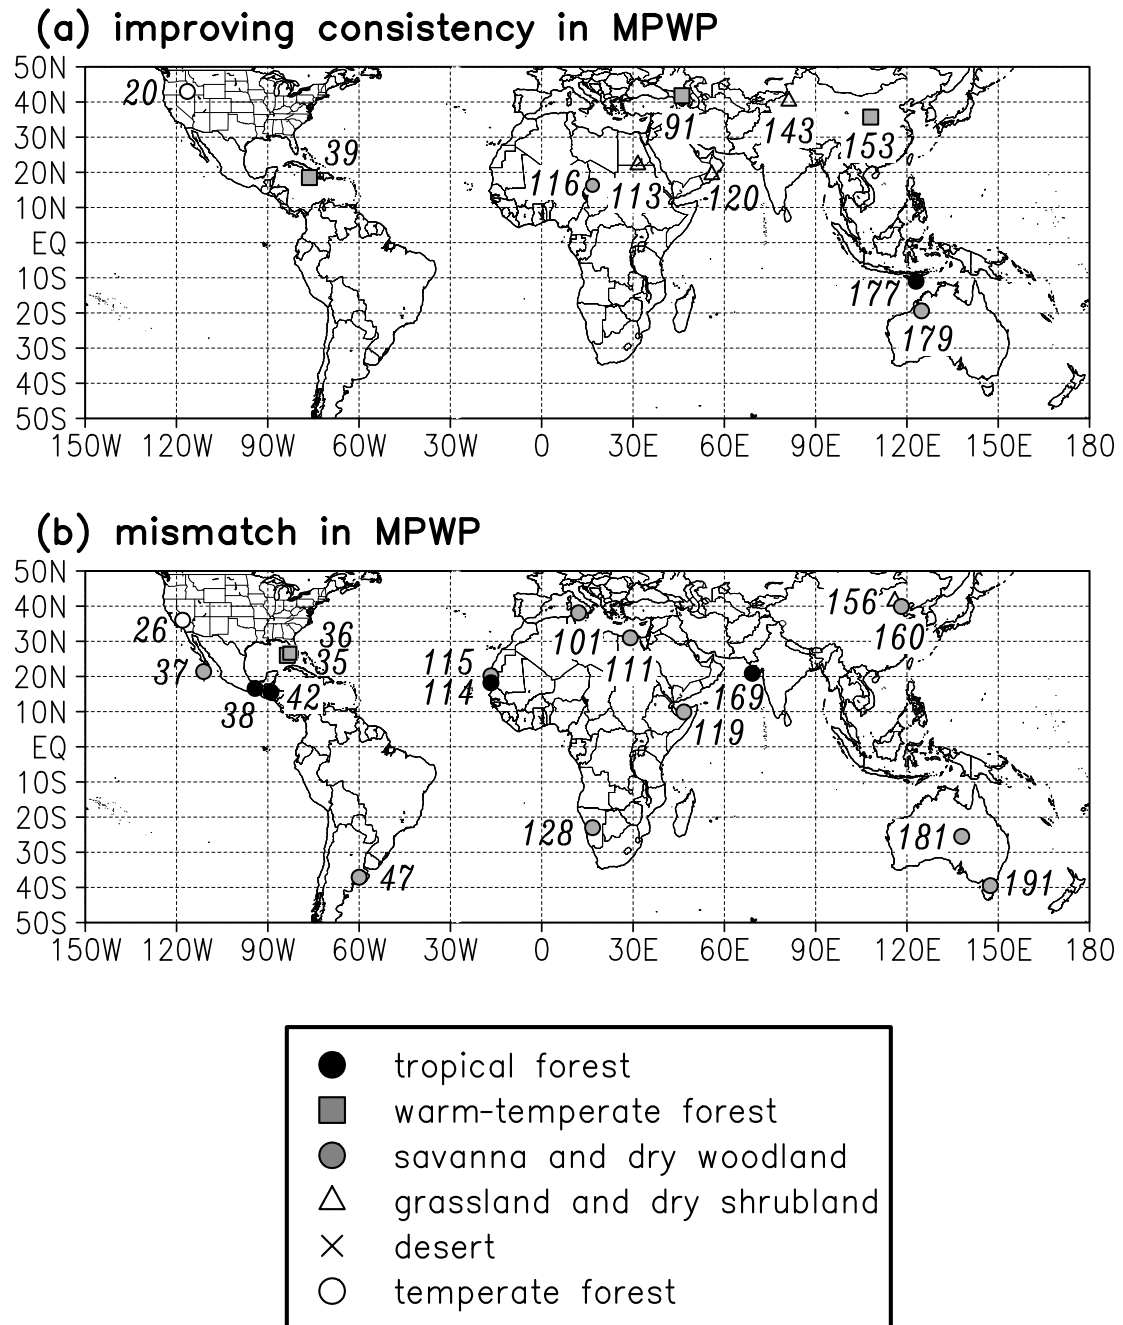 (a) improving consistency in MPWP
50N
40N
30N
20N
10N
EQ
10S
20S
30S
40S
50S
20
39
91
143
153
116
113
120
177
179
150W 120W 90W 60W 30W 0 30E 60E 90E 120E 150E 180
(b) mismatch in MPWP
50N
40N
30N
20N
10N
EQ
10S
20S
30S
40S
50S
26
36
35
37
38
42
47
115
114
101
111
119
128
169
156
160
181
191
150W 120W 90W 60W 30W 0 30E 60E 90E 120E 150E 180
tropical forest
warm-temperate forest
savanna and dry woodland
grassland and dry shrubland
desert
temperate forest